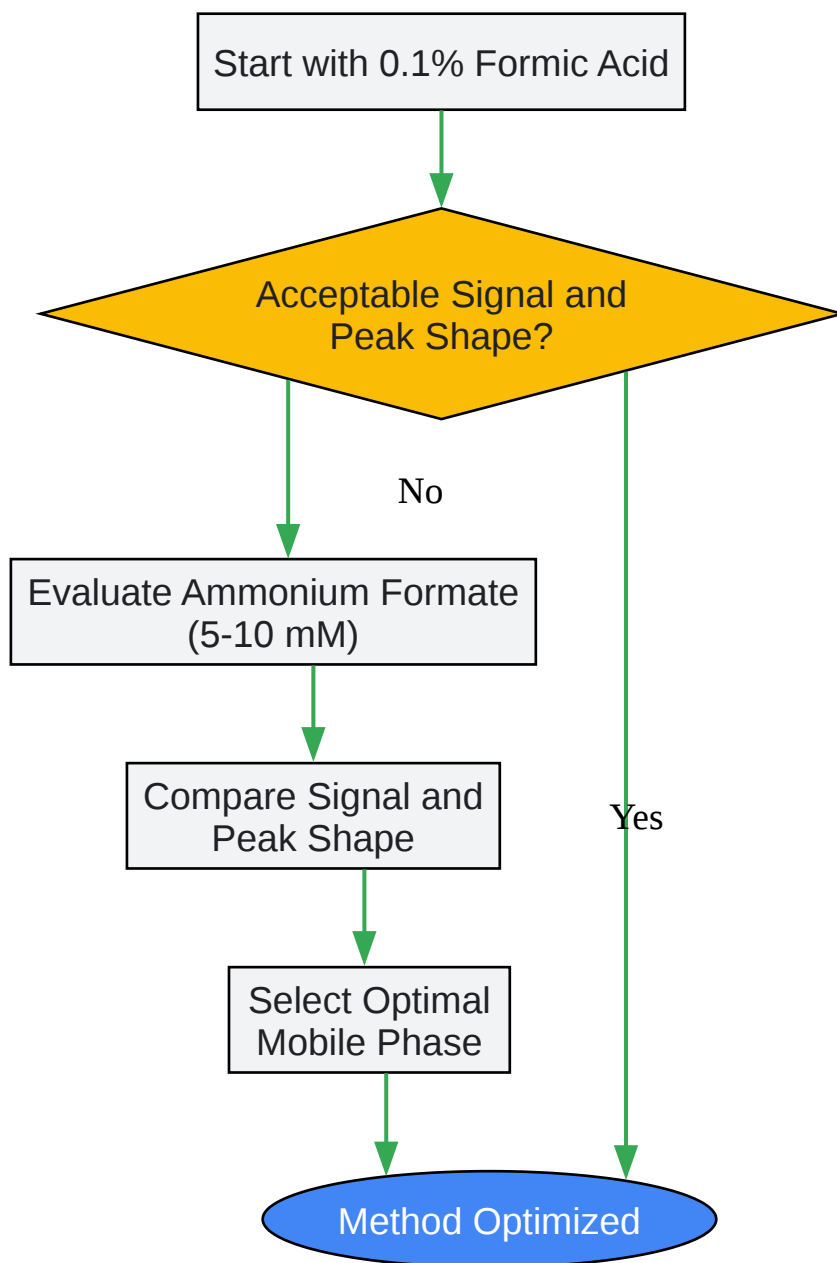 Start with 0.1% Formic Acid
Acceptable Signal and
Peak Shape?
No
Evaluate Ammonium Formate
(5-10 mM)
Compare Signal and
Peak Shape
Yes
Select Optimal
Mobile Phase
Method Optimized